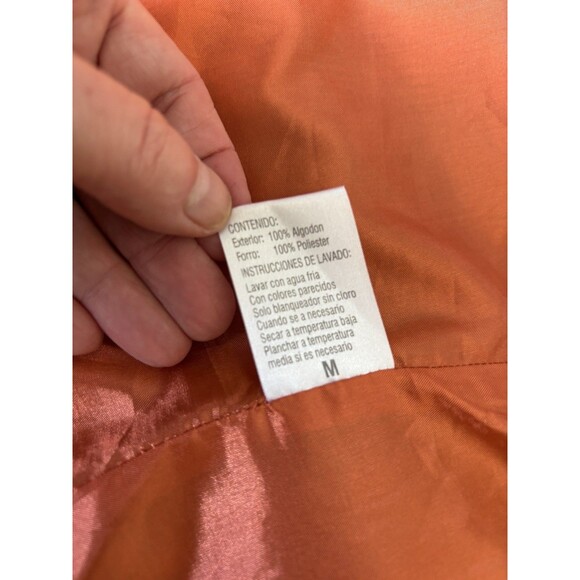 CONTENIDO:
Exterior: 100% Algodon
Forro: 100% Poliester
INSTRUCCIONES DE LAVADO:
Lavar con agua fria
Con colores parecidos
Solo blanqueador sin cloro
Cuando se a necesario
Secar a temperatura baja
Planchar a temperatura
media si es necesario
M